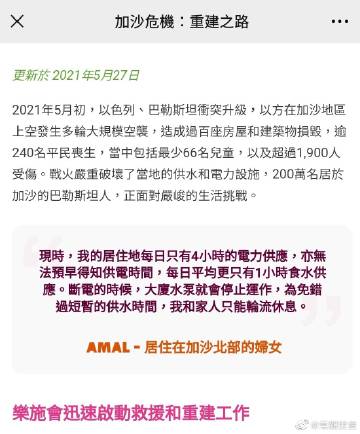 加沙危機：重建之路
更新於 2021年5月27日
2021年5月初，以色列、巴勒斯坦衝突升級，以方在加沙地區
上空發生多輪大規模空襲，造成過百座房屋和建築物損毀，逾
240名平民喪生，當中包括最少66名兒童，以及超過1,900人
受傷。戰火嚴重破壞了當地的供水和電力設施，200萬名居於
加沙的巴勒斯坦人，正面對嚴峻的生活挑戰。
現時，我的居住地每日只有4小時的電力供應，亦無
法預早得知供電時間，每日平均更只有1小時食水供
應。斷電的時候，大廈水泵就會停止運作，為免錯
過短暫的供水時間，我和家人只能輪流休息。
AMAL - 居住在加沙北部的婦女
樂施會迅速啟動救援和重建工作